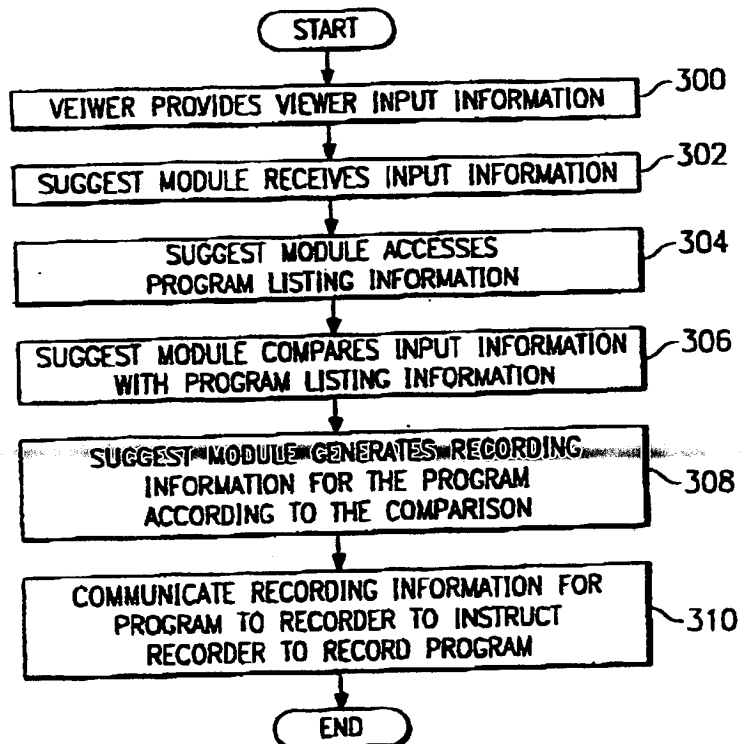 START
VEIWER PROVIDES VIEWER INPUT INFORMATION
300
SUGGEST MODULE RECEIVES INPUT INFORMATION
302
SUGGEST MODULE ACCESSES
PROGRAM LISTING INFORMATION
304
SUGGEST MODULE COMPARES INPUT INFORMATION
WITH PROGRAM LISTING INFORMATION
306
SUGGEST MODULE GENERATES RECORDING
INFORMATION FOR THE PROGRAM
ACCORDING TO THE COMPARISON
308
COMMUNICATE RECORDING INFORMATION FOR
PROGRAM TO RECORDER TO INSTRUCT
RECORDER TO RECORD PROGRAM
310
END